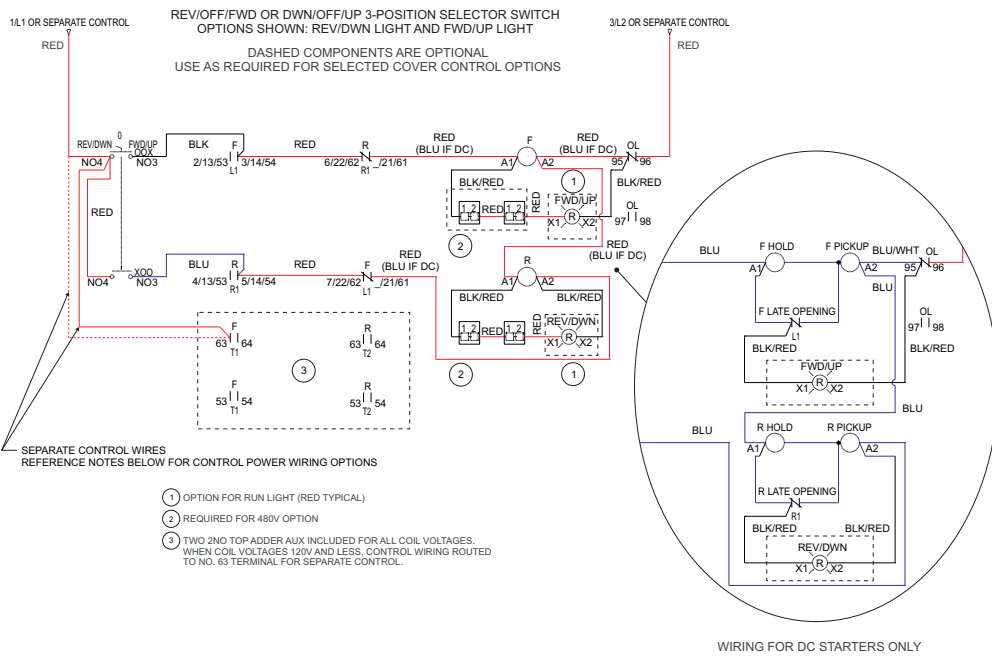 REV/OFF/FWD OR DWN/OFF/UP 3-POSITION SELECTOR SWITCH
OPTIONS SHOWN: REV/DWN LIGHT AND FWD/UP LIGHT
DASHED COMPONENTS ARE OPTIONAL
USE AS REQUIRED FOR SELECTED COVER CONTROL OPTIONS
1/L1 OR SEPARATE CONTROL
RED
3/L2 OR SEPARATE CONTROL
RED
REV/DWN
0
FWD/UP
OOX
NO4
NO3
BLK
F
2/13/53
3/14/54
L1
RED
R
6/22/62
_/21/61
R1
RED
(BLU IF DC)
F
A1
A2
RED
(BLU IF DC)
OL
95
96
BLK/RED
1
BLK/RED
1 2
RED
1 2
RED
FWD/UP
X1
R
X2
OL
97
98
2
RED
XOO
NO4
NO3
BLU
R
4/13/53
5/14/54
R1
RED
F
7/22/62
_/21/61
L1
RED
(BLU IF DC)
R
A1
A2
RED
(BLU IF DC)
BLK/RED
BLK/RED
1 2
RED
1 2
RED
REV/DWN
X1
R
X2
2
1
F
63
64
T1
R
63
64
T2
3
F
53
54
T1
R
53
54
T2
SEPARATE CONTROL WIRES
REFERENCE NOTES BELOW FOR CONTROL POWER WIRING OPTIONS
1 OPTION FOR RUN LIGHT (RED TYPICAL)
2 REQUIRED FOR 480V OPTION
3 TWO 2NO TOP ADDER AUX INCLUDED FOR ALL COIL VOLTAGES.
WHEN COIL VOLTAGES 120V AND LESS, CONTROL WIRING ROUTED
TO NO. 63 TERMINAL FOR SEPARATE CONTROL.
BLU
F HOLD
F PICKUP
BLU/WHT
OL
A1
A2
95
96
BLU
F LATE OPENING
L1
OL
97
98
BLK/RED
BLK/RED
FWD/UP
X1
R
X2
BLU
BLU
R HOLD
R PICKUP
A1
A2
R LATE OPENING
R1
BLK/RED
BLK/RED
REV/DWN
X1
R
X2
WIRING FOR DC STARTERS ONLY